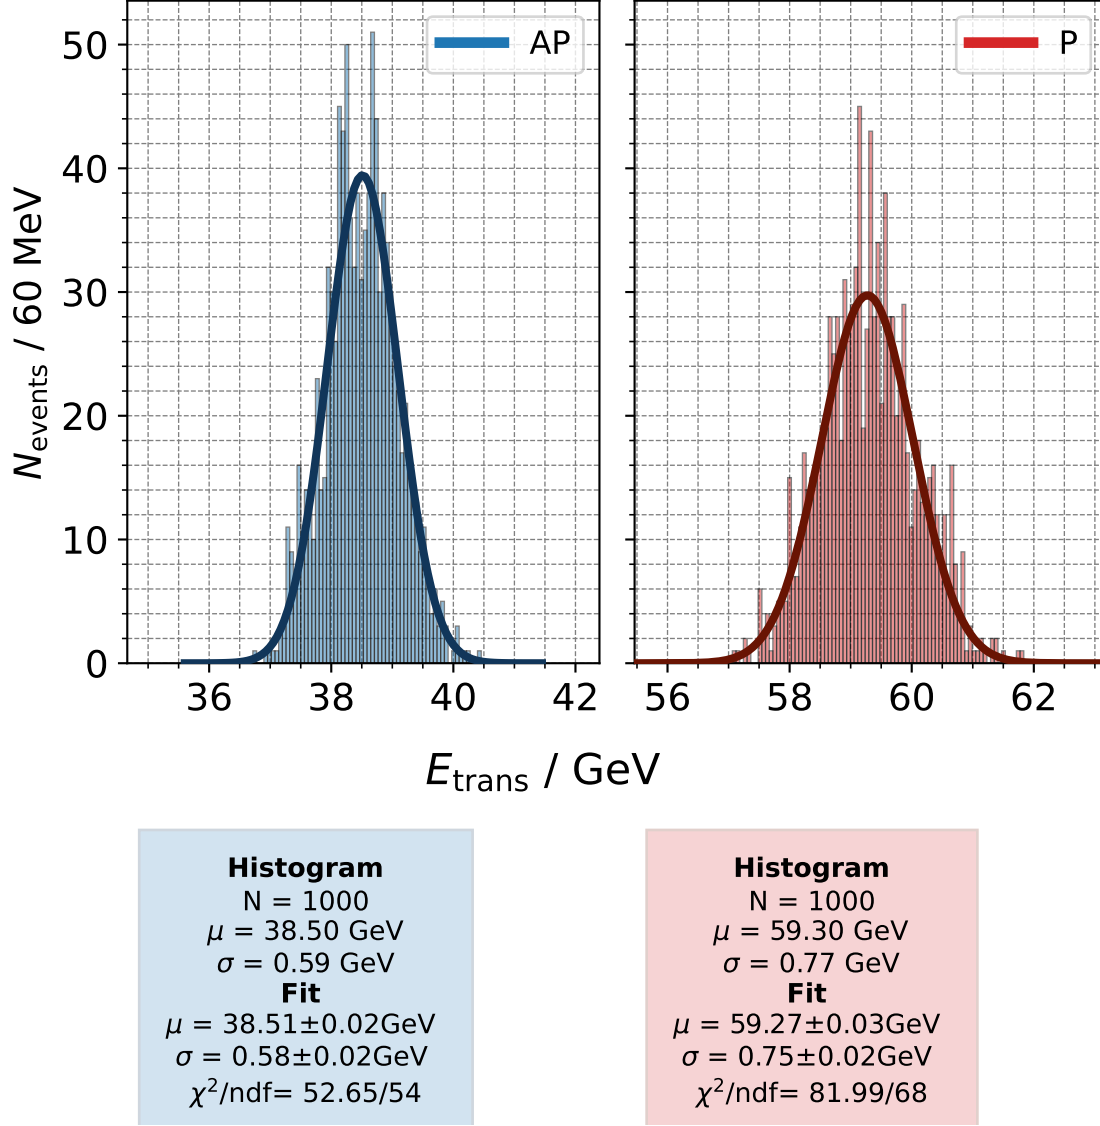 AP
P
50
40
30
20
10
0
N_events / 60 MeV
36 38 40 42
56 58 60 62
E_trans / GeV
Histogram
N = 1000
μ = 38.50 GeV
σ = 0.59 GeV
Fit
μ = 38.51±0.02GeV
σ = 0.58±0.02GeV
χ²/ndf= 52.65/54
Histogram
N = 1000
μ = 59.30 GeV
σ = 0.77 GeV
Fit
μ = 59.27±0.03GeV
σ = 0.75±0.02GeV
χ²/ndf= 81.99/68